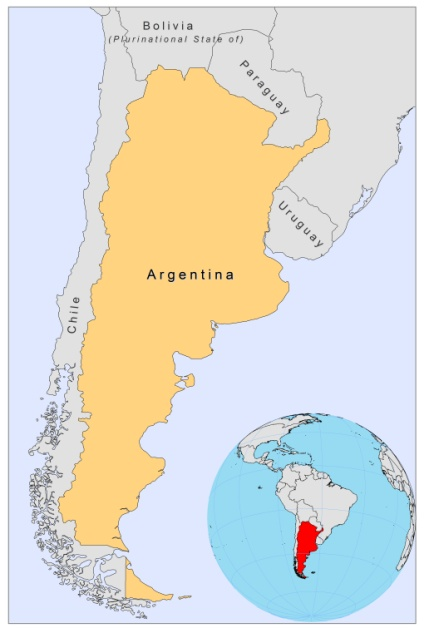 Bolivia
(Plurinational State of)
Paraguay
Uruguay
Argentina
Chile